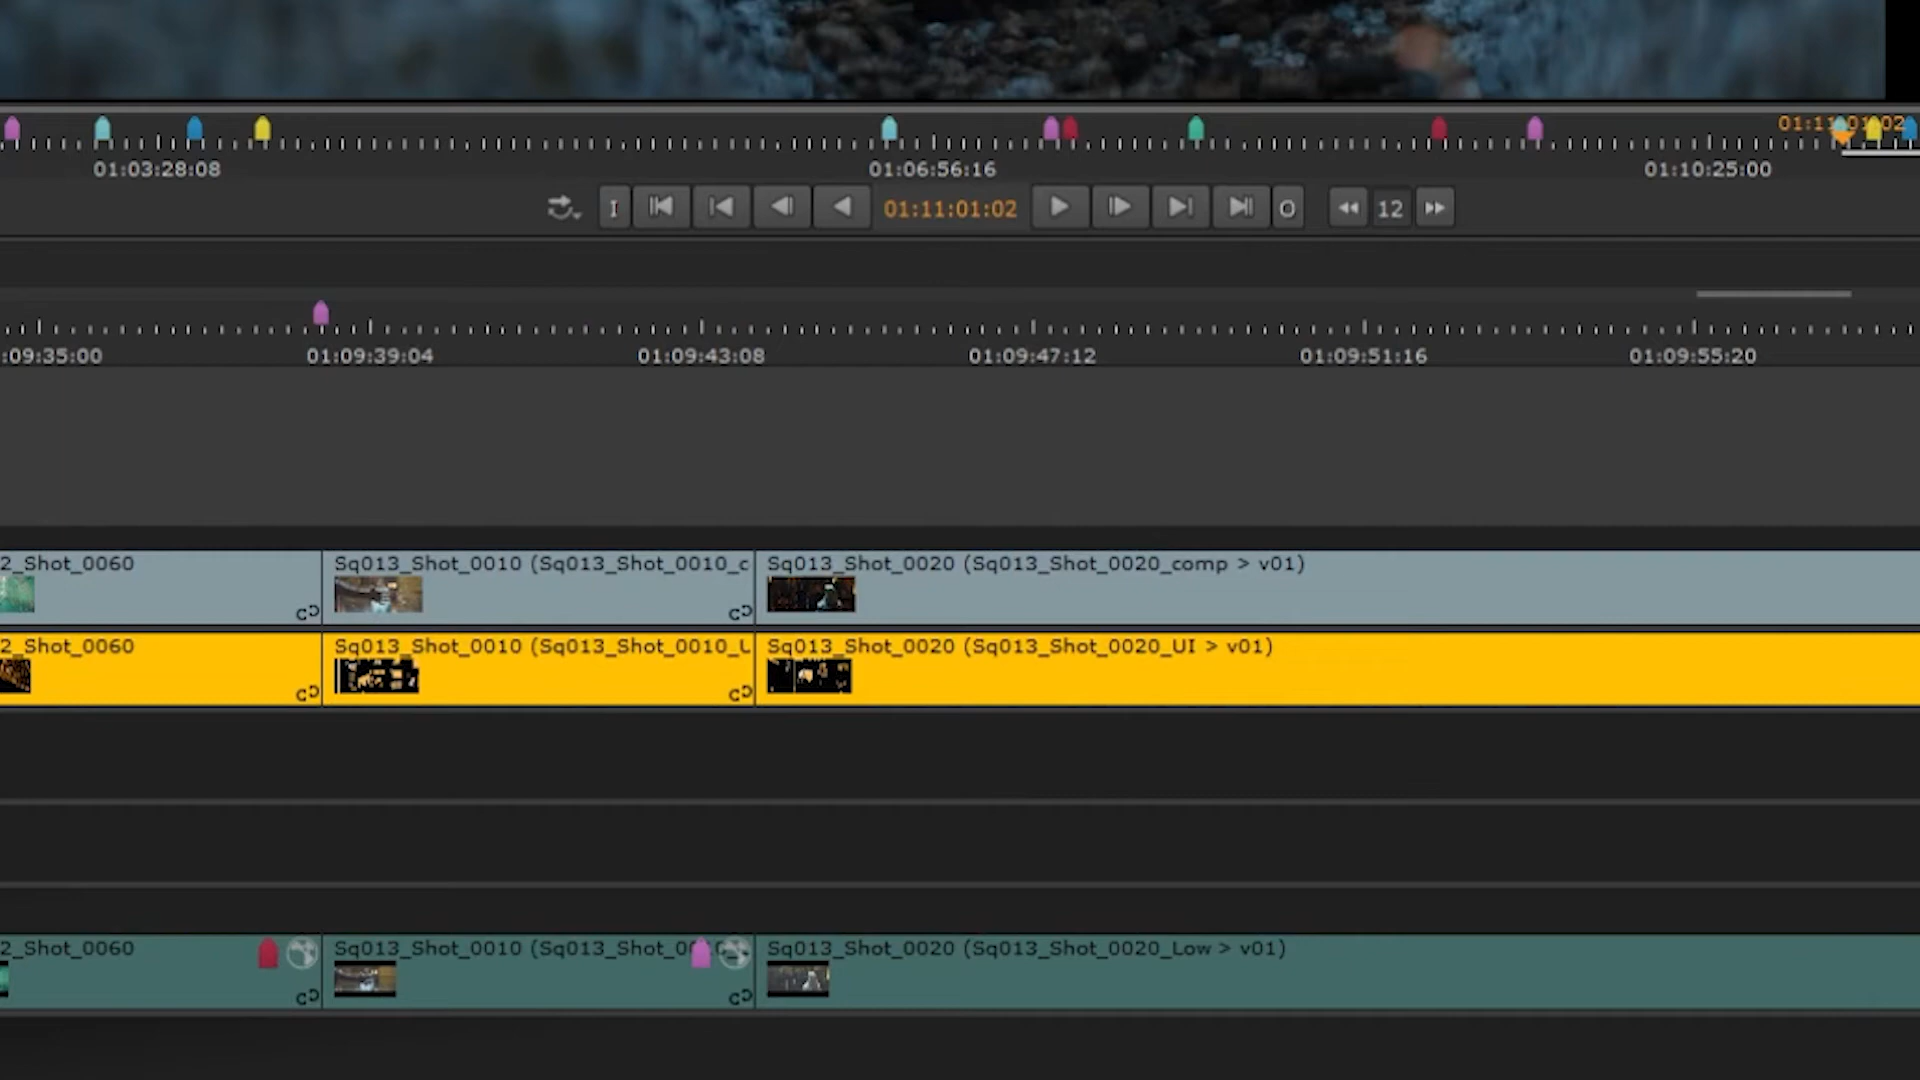 01:03:28:08 01:06:56:16 01:10:25:00
I 01:11:01:02 O 12
:09:35:00 01:09:39:04 01:09:43:08 01:09:47:12 01:09:51:16 01:09:55:20
2_Shot_0060 Sq013_Shot_0010 (Sq013_Shot_0010_c Sq013_Shot_0020 (Sq013_Shot_0020_comp > v01)
2_Shot_0060 Sq013_Shot_0010 (Sq013_Shot_0010_U Sq013_Shot_0020 (Sq013_Shot_0020_UI > v01)
2_Shot_0060 Sq013_Shot_0010 Sq013_Shot_0020 (Sq013_Shot_0020_Low > v01)